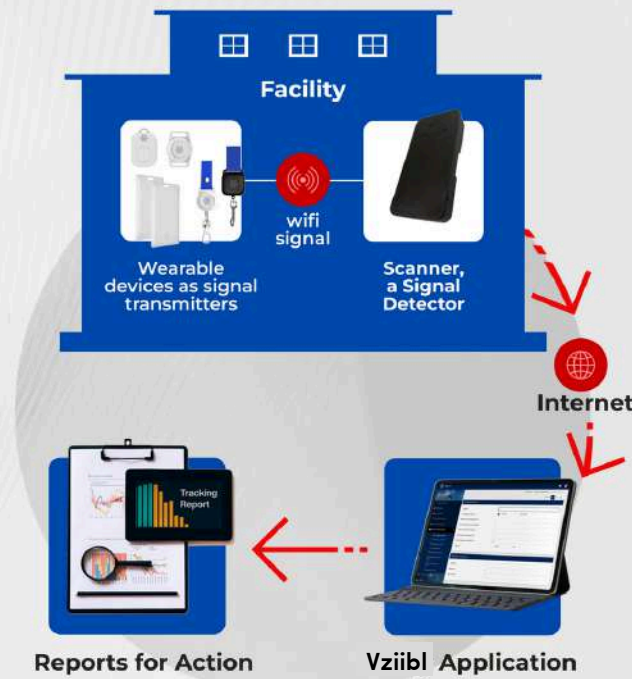 Facility
wifi
signal
Wearable
devices as signal
transmitters
Scanner,
a Signal
Detector
Internet
Tracking
Report
Reports for Action
Vziibl Application